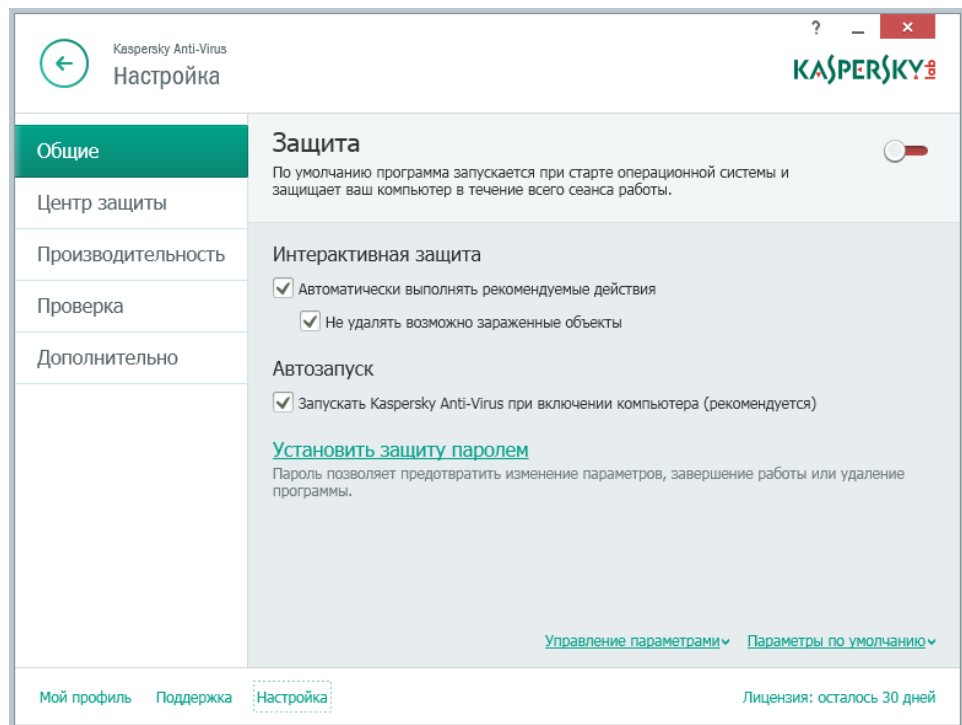 Kaspersky Anti-Virus
Настройка
?
KASPERSKY lab
Общие
Центр защиты
Производительность
Проверка
Дополнительно
Защита
По умолчанию программа запускается при старте операционной системы и
защищает ваш компьютер в течение всего сеанса работы.
Интерактивная защита
Автоматически выполнять рекомендуемые действия
Не удалять возможно зараженные объекты
Автозапуск
Запускать Kaspersky Anti-Virus при включении компьютера (рекомендуется)
Установить защиту паролем
Пароль позволяет предотвратить изменение параметров, завершение работы или удаление
программы.
Управление параметрами Параметры по умолчанию
Мой профиль Поддержка Настройка Лицензия: осталось 30 дней